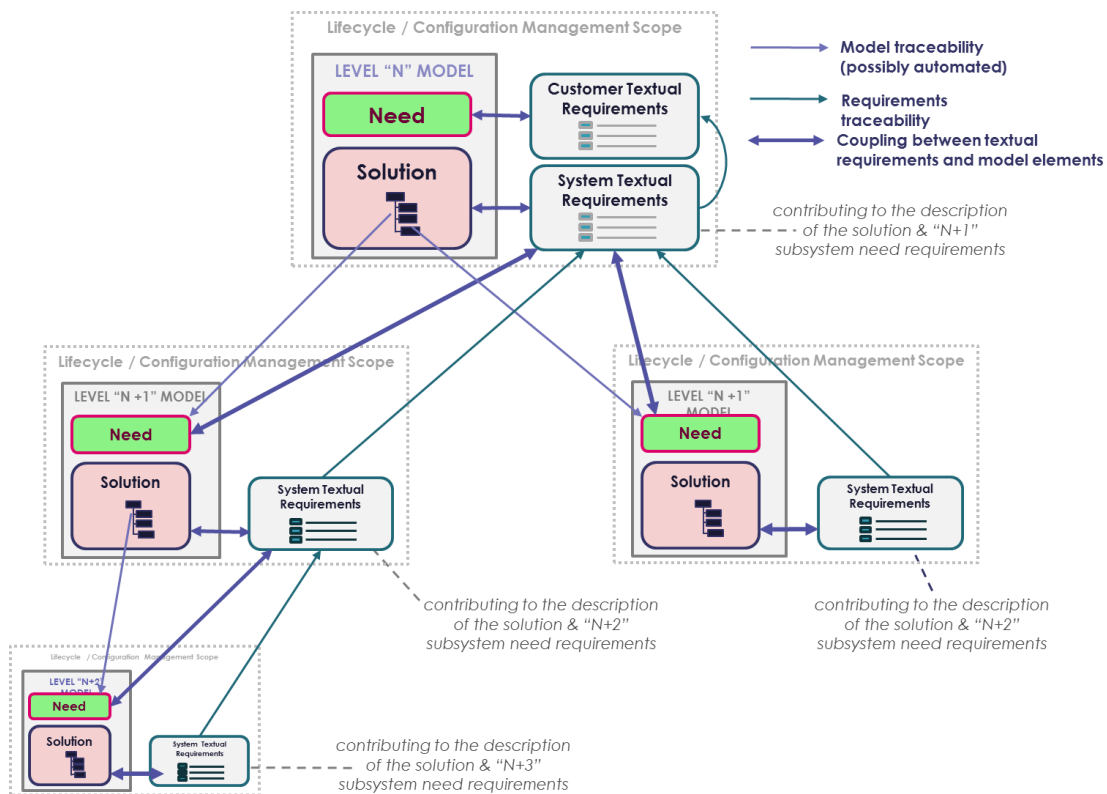 Lifecycle / Configuration Management Scope
LEVEL “N” MODEL
Need
Solution
Customer Textual
Requirements
System Textual
Requirements
Model traceability
(possibly automated)
Requirements
traceability
Coupling between textual
requirements and model elements
contributing to the description
of the solution & “N+1”
subsystem need requirements
Lifecycle / Configuration Management Scope
LEVEL “N +1” MODEL
Need
Solution
System Textual
Requirements
contributing to the description
of the solution & “N+2”
subsystem need requirements
Lifecycle / Configuration Management Scope
LEVEL “N +1”
MODEL
Need
Solution
System Textual
Requirements
contributing to the description
of the solution & “N+2”
subsystem need requirements
Lifecycle / Configuration Management Scope
LEVEL “N+2”
MODEL
Need
Solution
System Textual
Requirements
contributing to the description
of the solution & “N+3”
subsystem need requirements